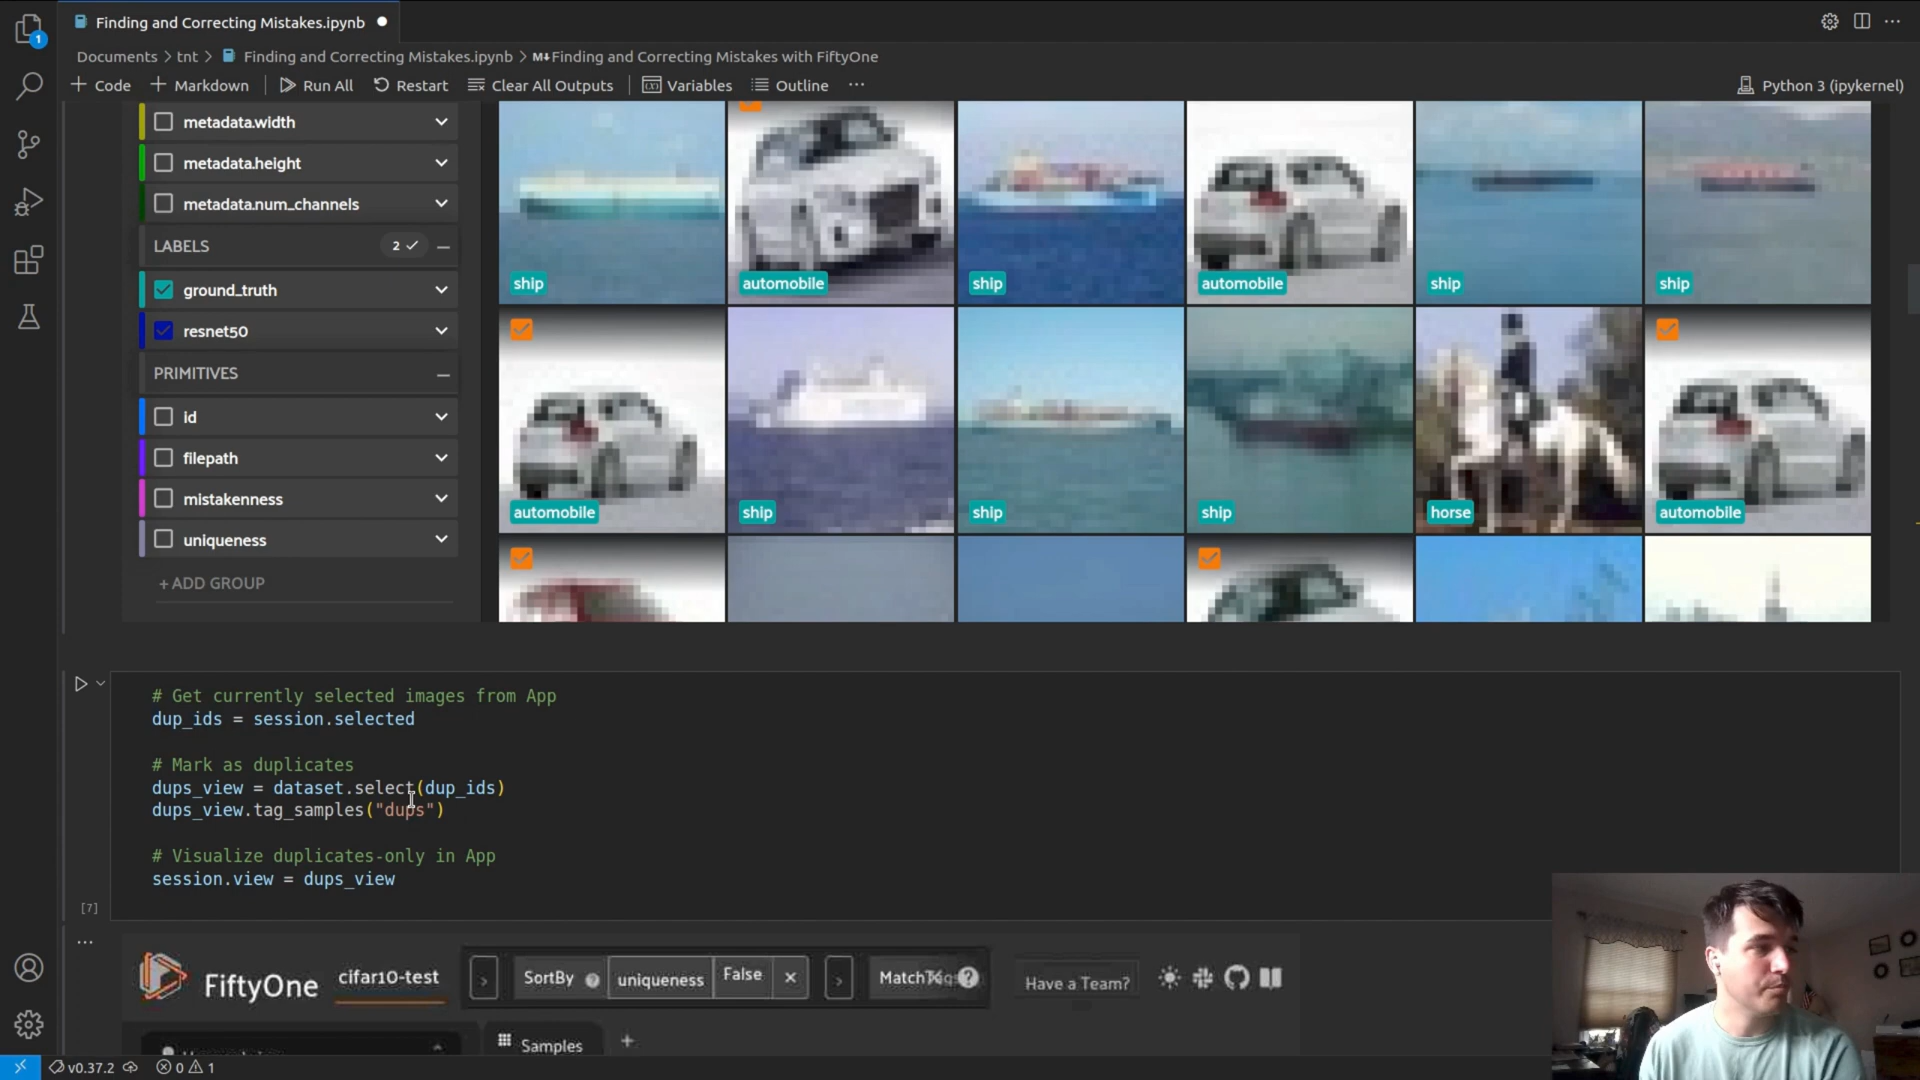 Finding and Correcting Mistakes.ipynb
1
Documents > tnt > Finding and Correcting Mistakes.ipynb > M↓Finding and Correcting Mistakes with FiftyOne
+ Code + Markdown Run All Restart Clear All Outputs Variables Outline ... Python 3 (ipykernel)
metadata.width
metadata.height
metadata.num_channels
LABELS 2
ground_truth
resnet50
PRIMITIVES
id
filepath
mistakenness
uniqueness
+ ADD GROUP
ship automobile ship automobile ship ship
automobile ship ship ship horse automobile
# Get currently selected images from App
dup_ids = session.selected
# Mark as duplicates
dups_view = dataset.select(dup_ids)
dups_view.tag_samples("dups")
# Visualize duplicates-only in App
session.view = dups_view
[7]
...
FiftyOne cifar10-test > SortBy ? uniqueness False × > ? Have a Team?
Samples +
v0.37.2 0 1